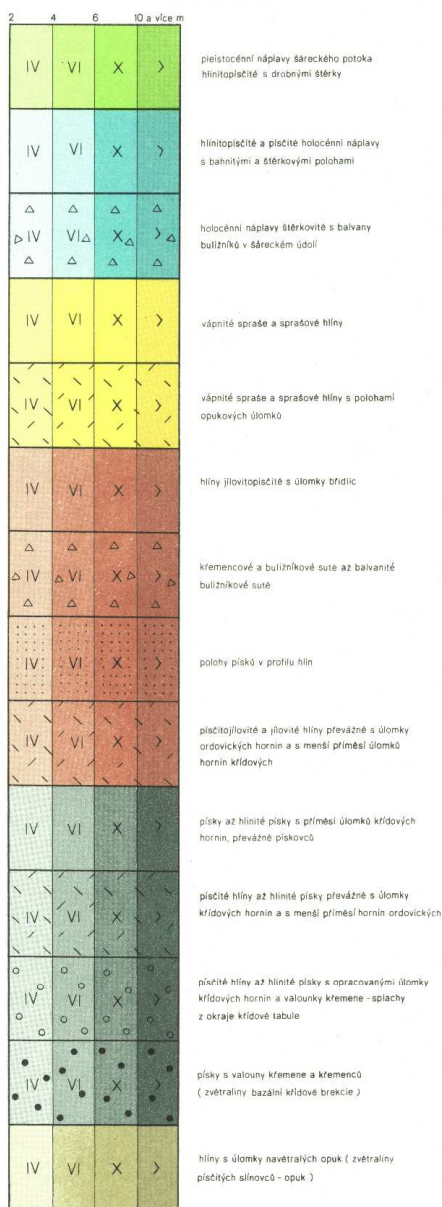 2 4 6 10 a více m
IV VI X >
pleistocénní náplavy šáreckého potoka
hlinitopísčité s drobnými štěrky
IV VI X >
hlinitopísčité a písčité holocénní náplavy
s bahnitými a štěrkovými polohami
IV VI X >
holocénní náplavy štěrkovité s balvany
buližníků v šáreckém údolí
IV VI X >
vápnité spraše a sprašové hlíny
IV VI X >
vápnité spraše a sprašové hlíny s polohami
opukových úlomků
IV VI X >
hlíny jílovitopísčité s úlomky břidlic
IV VI X >
křemencové a buližníkové sutě až balvanité
buližníkové sutě
IV VI X >
polohy písků v profilu hlín
IV VI X >
písčitojílovité a jílovité hlíny převážně s úlomky
ordovických hornin a s menší příměsí úlomků
hornin křídových
IV VI X >
písky až hlinité písky s příměsí úlomků křídových
hornin, převážně pískovců
IV VI X >
písčité hlíny až hlinité písky převážně s úlomky
křídových hornin a s menší příměsí hornin ordovických
IV VI X >
písčité hlíny až hlinité písky s opracovanými úlomky
křídových hornin a valounky křemene - splachy
z okraje křídové tabule
IV VI X >
písky s valouny křemene a křemenců
( zvětraliny bazální křídové brekcie )
IV VI X >
hlíny s úlomky navětralých opuk ( zvětraliny
písčitých slínovců - opuk )